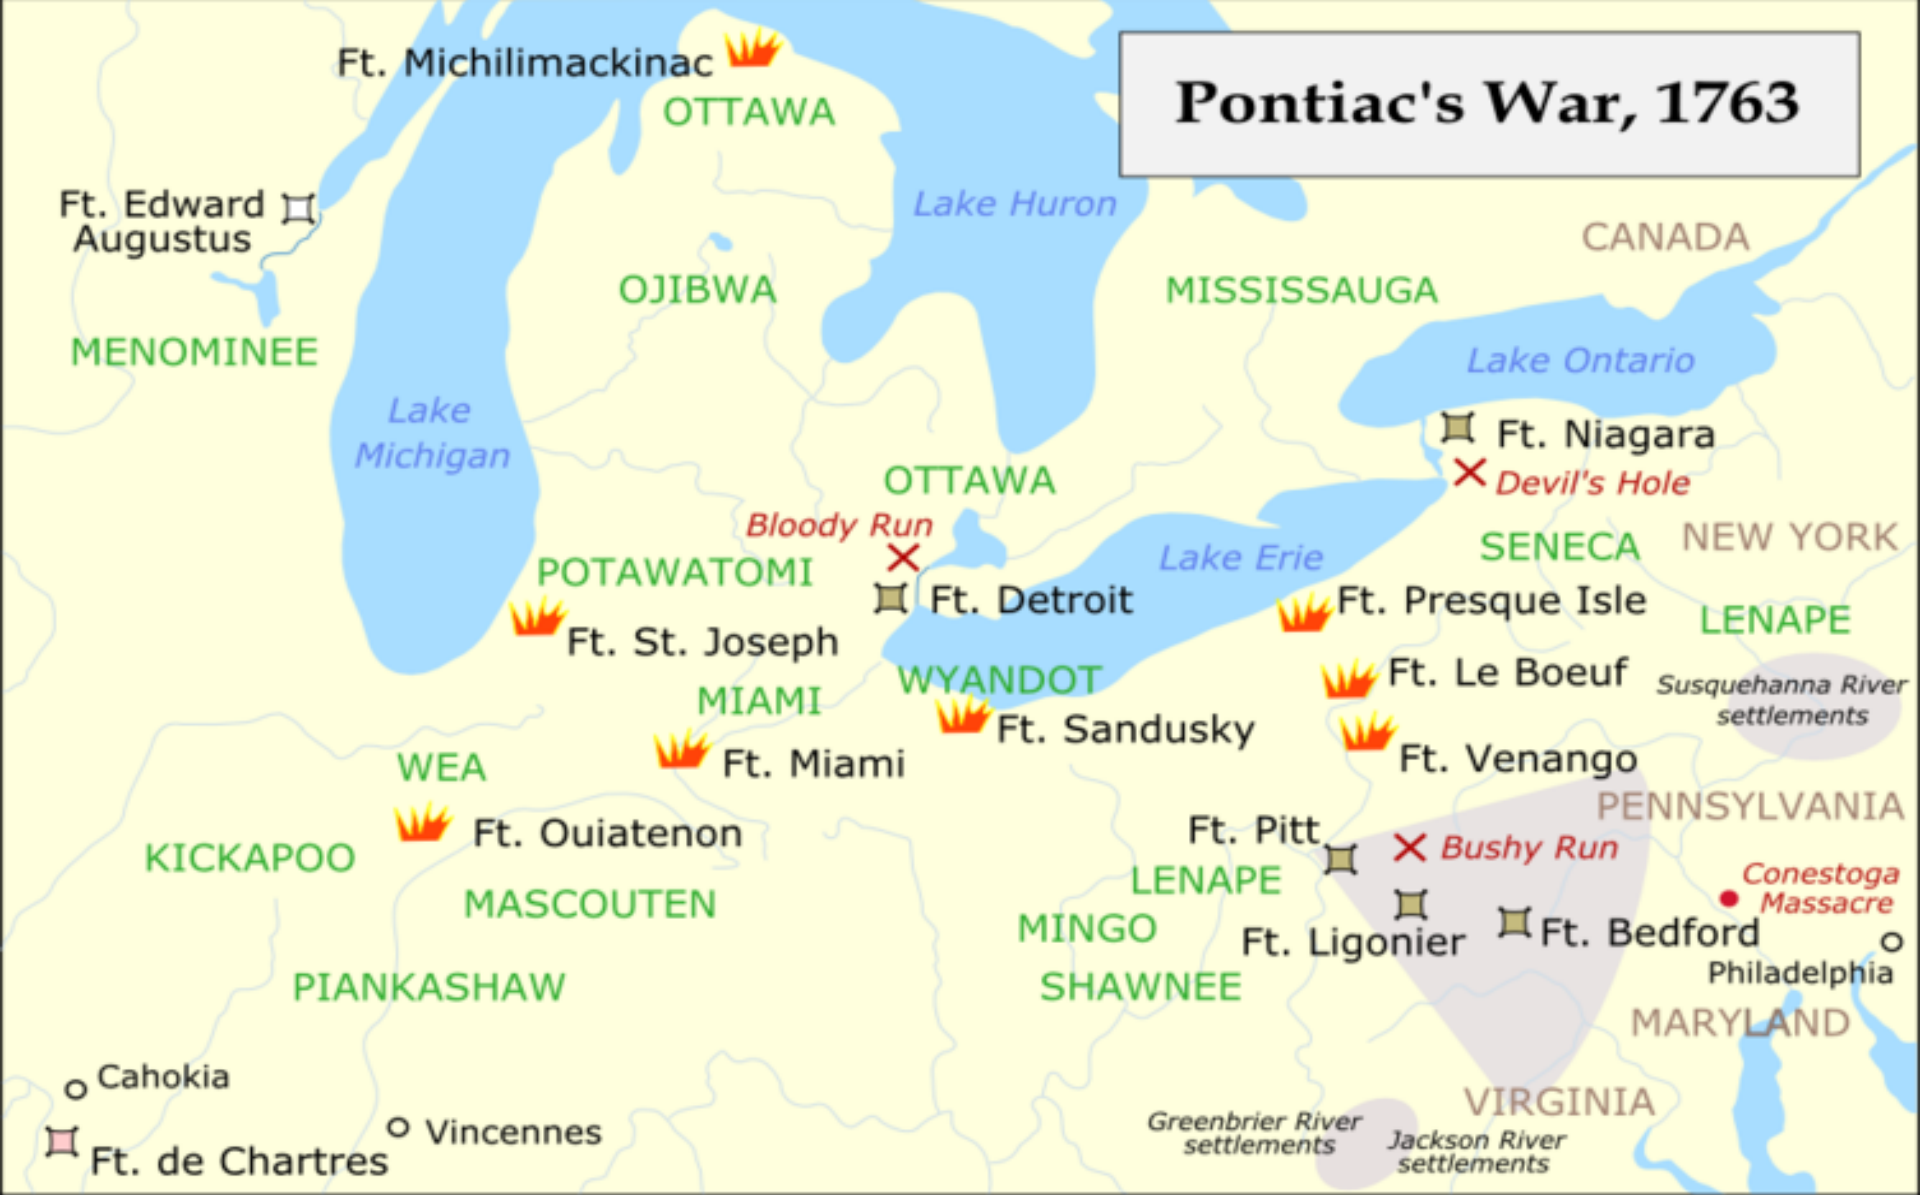 Ft. Michilimackinac
OTTAWA
Pontiac's War, 1763
Ft. Edward
Augustus
Lake Huron
CANADA
OJIBWA
MISSISSAUGA
MENOMINEE
Lake
Michigan
Lake Ontario
Ft. Niagara
Devil's Hole
OTTAWA
Bloody Run
NEW YORK
SENECA
Lake Erie
POTAWATOMI
Ft. Detroit
Ft. Presque Isle
LENAPE
Ft. St. Joseph
WYANDOT
Ft. Le Boeuf
Susquehanna River
settlements
MIAMI
Ft. Sandusky
Ft. Miami
Ft. Venango
WEA
PENNSYLVANIA
Ft. Ouiatenon
Ft. Pitt
Bushy Run
KICKAPOO
LENAPE
Conestoga
Massacre
MASCOUTEN
MINGO
Ft. Ligonier
Ft. Bedford
Philadelphia
PIANKASHAW
SHAWNEE
MARYLAND
Cahokia
VIRGINIA
Vincennes
Greenbrier River
settlements
Jackson River
settlements
Ft. de Chartres